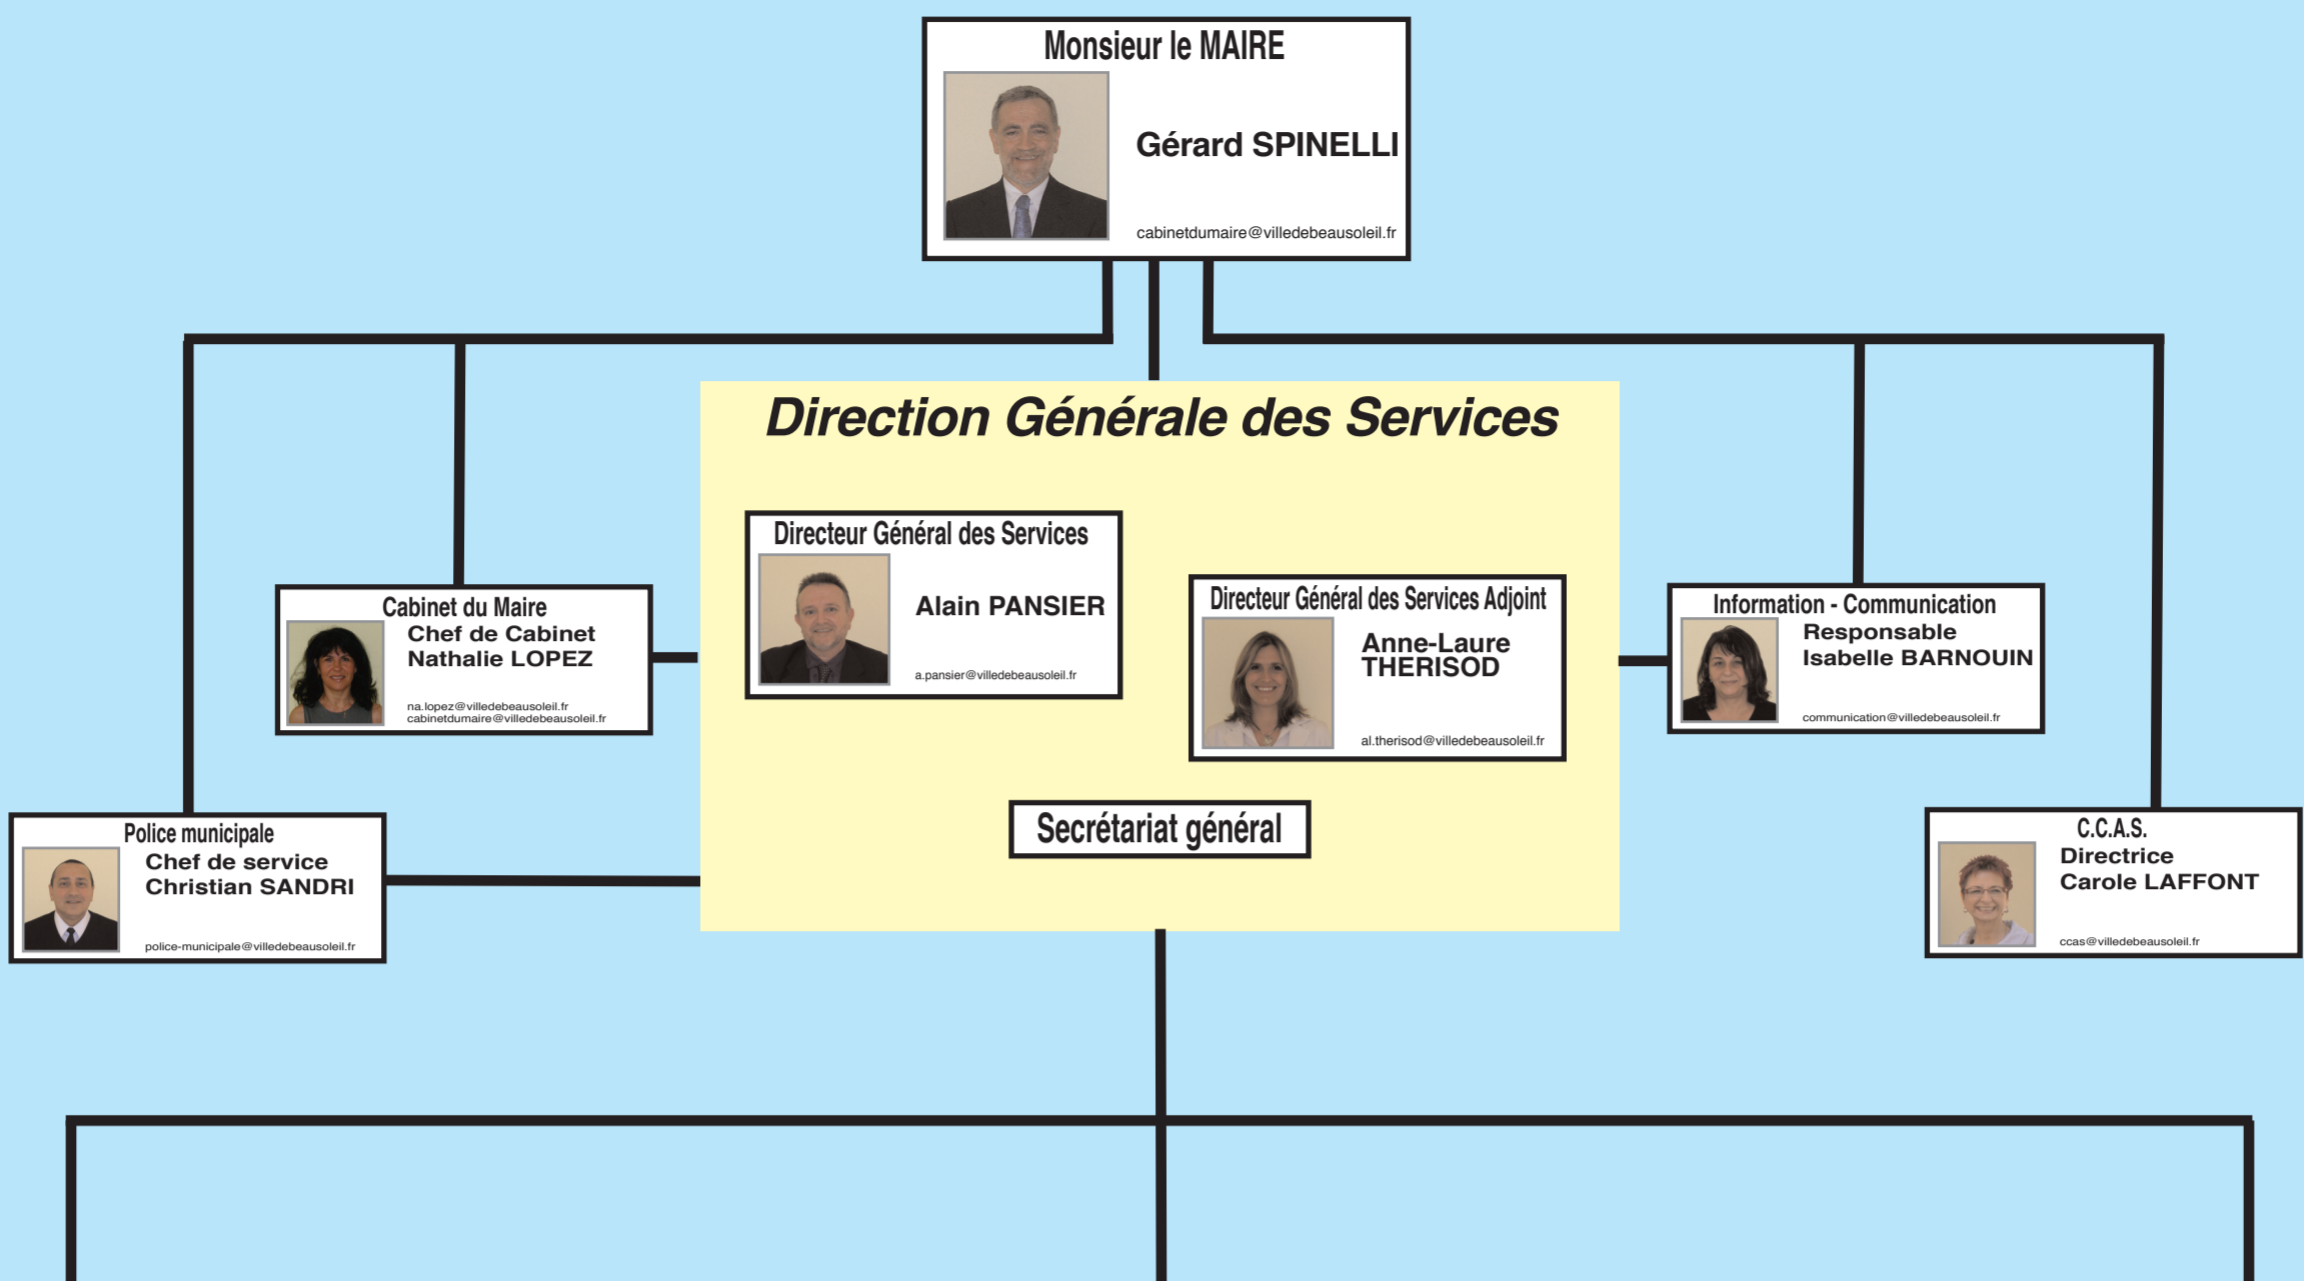 Monsieur le MAIRE
Gérard SPINELLI
cabinetdumaire@villedebeausoleil.fr
Direction Générale des Services
Directeur Général des Services
Alain PANSIER
a.pansier@villedebeausoleil.fr
Directeur Général des Services Adjoint
Anne-Laure
THERISOD
al.therisod@villedebeausoleil.fr
Secrétariat général
Cabinet du Maire
Chef de Cabinet
Nathalie LOPEZ
na.lopez@villedebeausoleil.fr
cabinetdumaire@villedebeausoleil.fr
Information - Communication
Responsable
Isabelle BARNOUIN
communication@villedebeausoleil.fr
Police municipale
Chef de service
Christian SANDRI
police-municipale@villedebeausoleil.fr
C.C.A.S.
Directrice
Carole LAFFONT
ccas@villedebeausoleil.fr